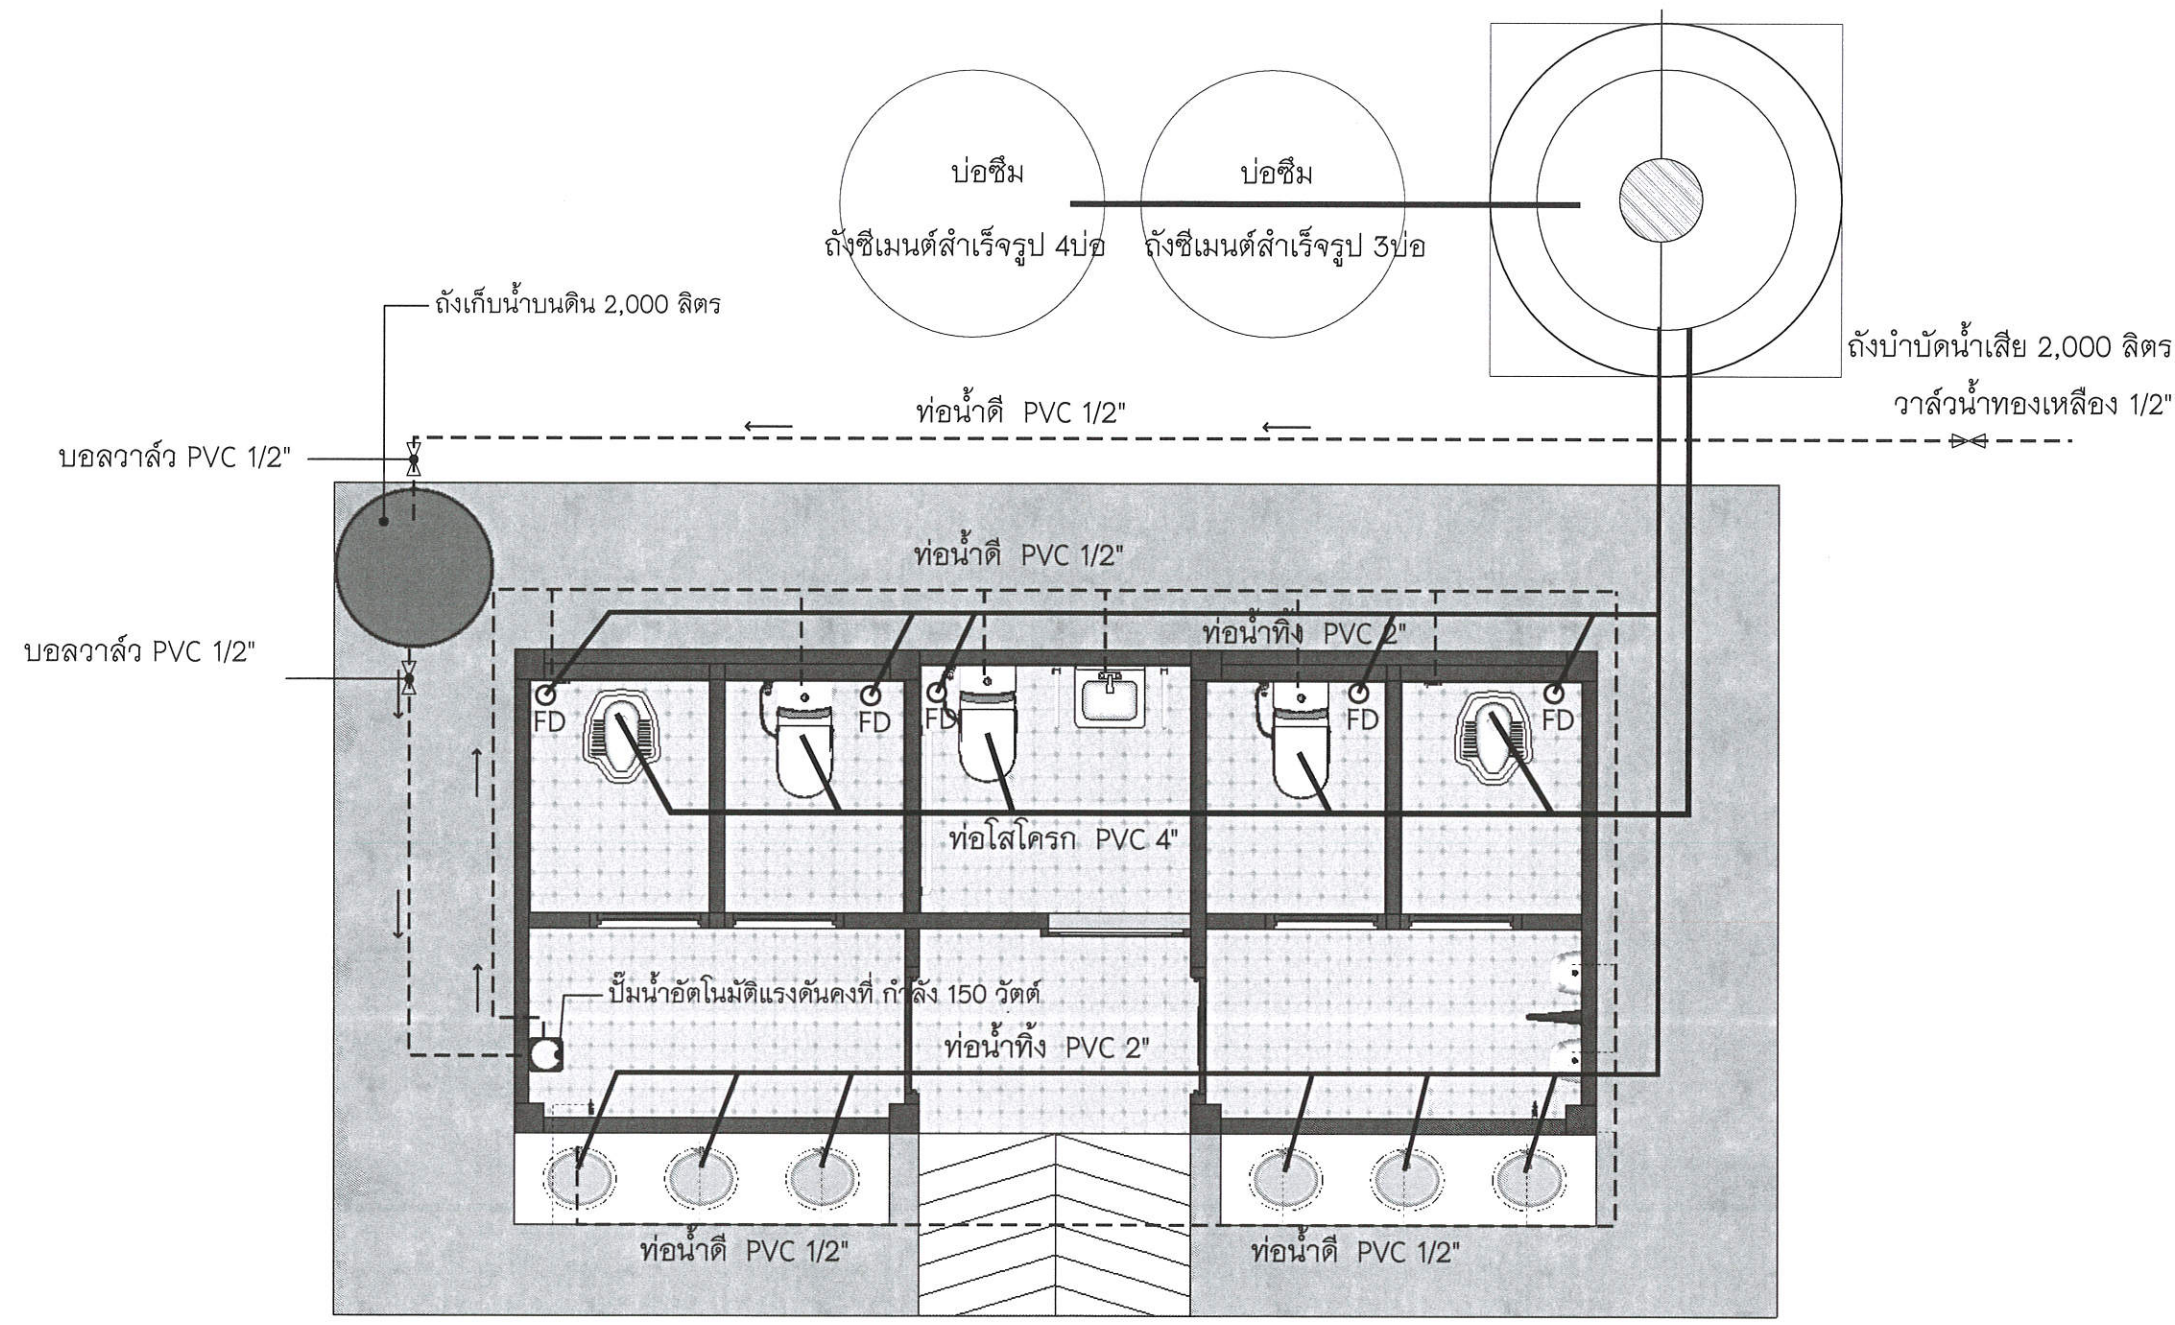 บ่อซึม
บ่อซึม
ถังซีเมนต์สำเร็จรูป 4บ่อ
ถังซีเมนต์สำเร็จรูป 3บ่อ
ถังเก็บน้ำบนดิน 2,000 ลิตร
ถังบำบัดน้ำเสีย 2,000 ลิตร
วาล์วน้ำทองเหลือง 1/2"
ท่อน้ำดี PVC 1/2"
บอลวาล์ว PVC 1/2"
ท่อน้ำดี PVC 1/2"
ท่อน้ำทิ้ง PVC 2"
บอลวาล์ว PVC 1/2"
FD
FD
FD
FD
FD
ท่อโสโครก PVC 4"
ปั๊มน้ำอัตโนมัติแรงดันคงที่ กำลัง 150 วัตต์
ท่อน้ำทิ้ง PVC 2"
ท่อน้ำดี PVC 1/2"
ท่อน้ำดี PVC 1/2"